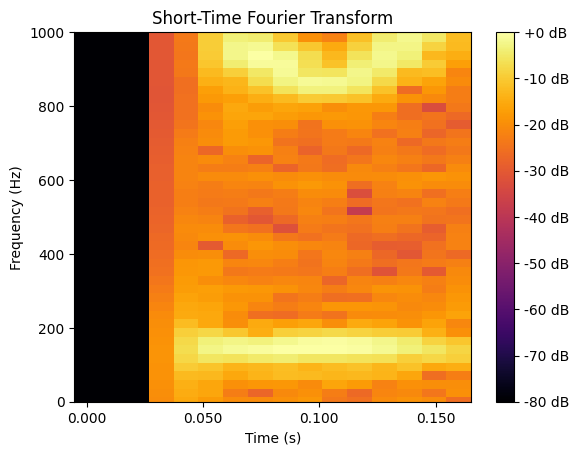 Short-Time Fourier Transform
1000
800
600
400
200
0
Frequency (Hz)
0.000
0.050
0.100
0.150
Time (s)
+0 dB
-10 dB
-20 dB
-30 dB
-40 dB
-50 dB
-60 dB
-70 dB
-80 dB